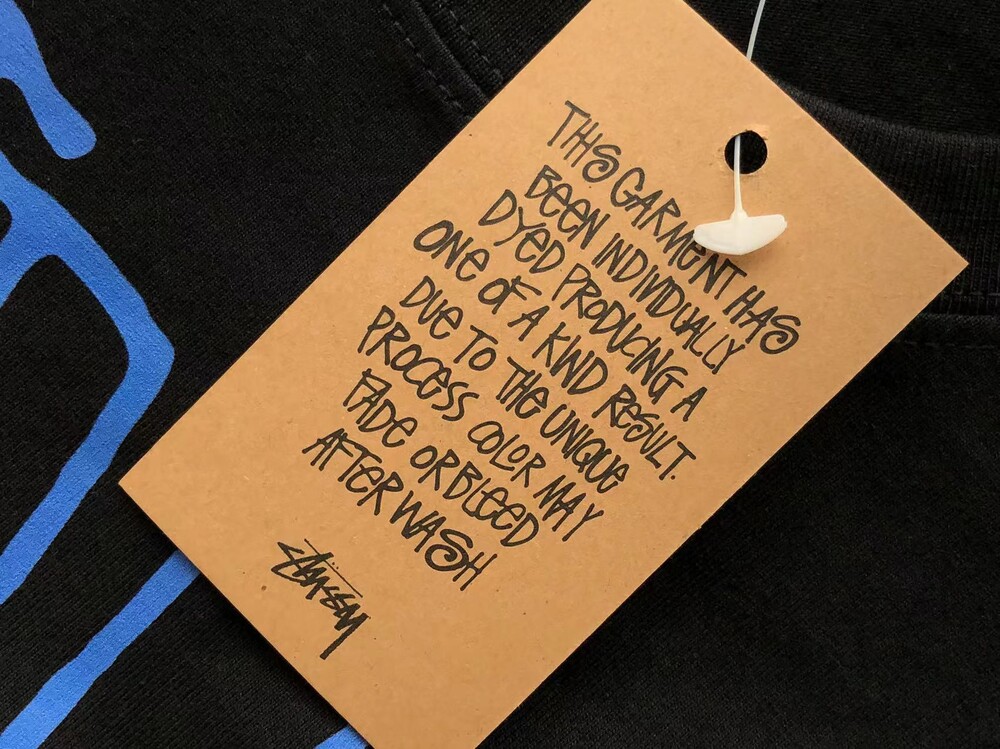 THIS GARMENT HAS
BEEN INDIVIDUALLY
DYED PRODUCING A
ONE OF A KIND RESULT.
DUE TO THE UNIQUE
PROCESS COLOR MAY
FADE OR BLEED
AFTER WASH
STÜSSY